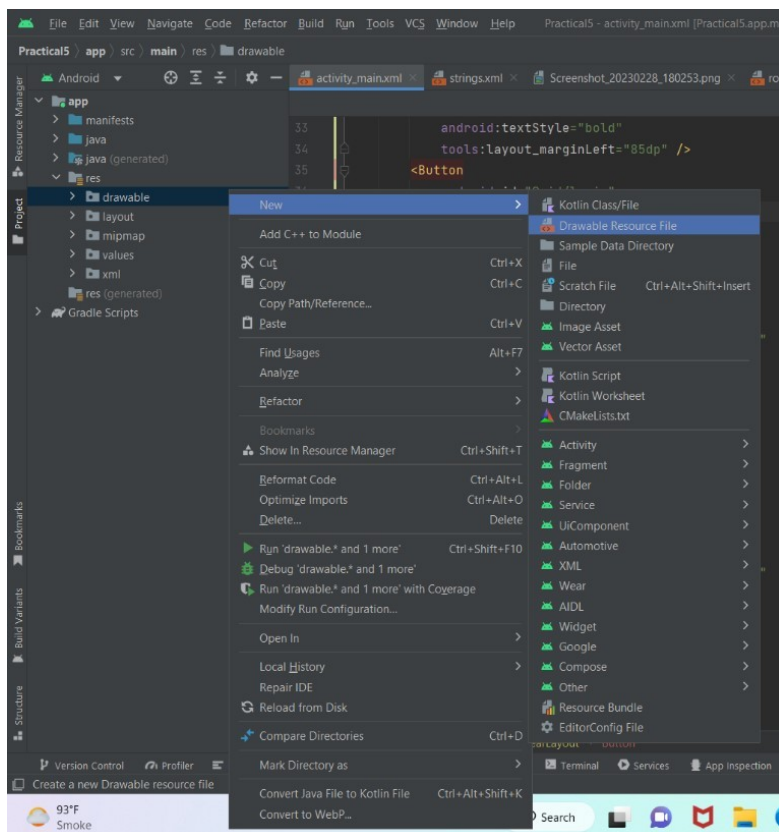 File Edit View Navigate Code Refactor Build Run Tools VCS Window Help Practical5 - activity_main.xml [Practical5.app.m
Practical5 app src main res drawable
Android
activity_main.xml strings.xml Screenshot_20230228_180253.png ro
Resource Manager
Project
Bookmarks
Build Variants
Structure
app
manifests
java
java (generated)
res
drawable
layout
mipmap
values
xml
res (generated)
Gradle Scripts
33 android:textStyle="bold"
34 tools:layout_marginLeft="85dp" />
35 <Button
New
Add C++ to Module
Cut Ctrl+X
Copy Ctrl+C
Copy Path/Reference...
Paste Ctrl+V
Find Usages Alt+F7
Analyze
Refactor
Bookmarks
Show In Resource Manager Ctrl+Shift+T
Reformat Code Ctrl+Alt+L
Optimize Imports Ctrl+Alt+O
Delete... Delete
Run 'drawable.* and 1 more' Ctrl+Shift+F10
Debug 'drawable.* and 1 more'
Run 'drawable.* and 1 more' with Coverage
Modify Run Configuration...
Open In
Local History
Repair IDE
Reload from Disk
Compare Directories Ctrl+D
Mark Directory as
Convert Java File to Kotlin File Ctrl+Alt+Shift+K
Convert to WebP...
Kotlin Class/File
Drawable Resource File
Sample Data Directory
File
Scratch File Ctrl+Alt+Shift+Insert
Directory
Image Asset
Vector Asset
Kotlin Script
Kotlin Worksheet
CMakeLists.txt
Activity
Fragment
Folder
Service
UiComponent
Automotive
XML
Wear
AIDL
Widget
Google
Compose
Other
Resource Bundle
EditorConfig File
Version Control Profiler Terminal Services App Inspection
Create a new Drawable resource file
93°F
Smoke
Search